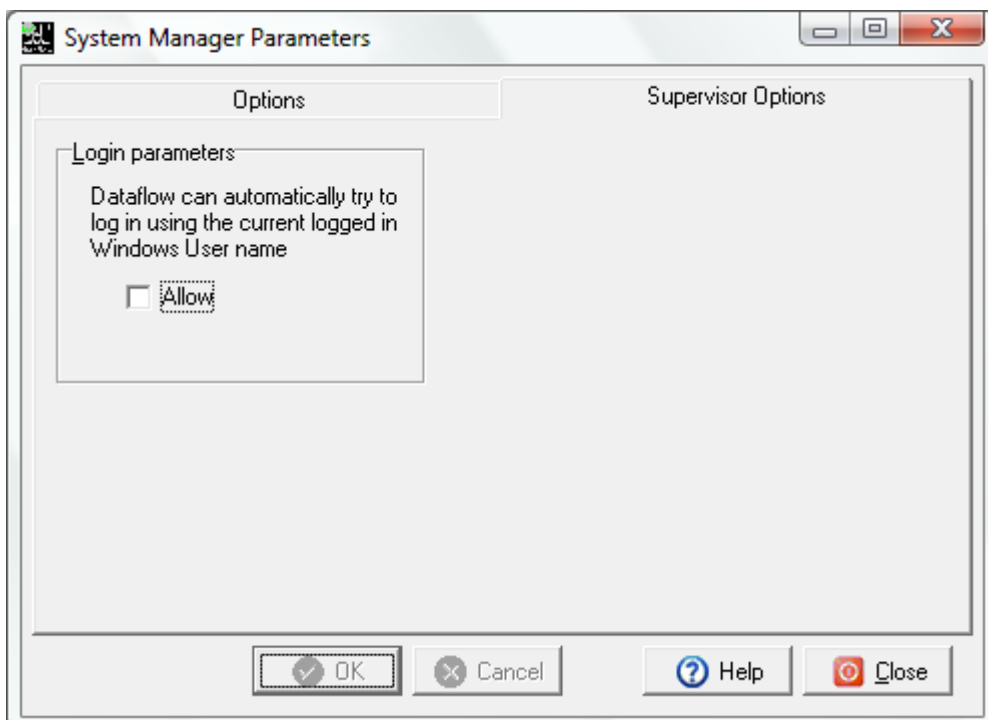 System Manager Parameters
Options
Supervisor Options
Login parameters
Dataflow can automatically try to
log in using the current logged in
Windows User name
Allow
OK
Cancel
Help
Close